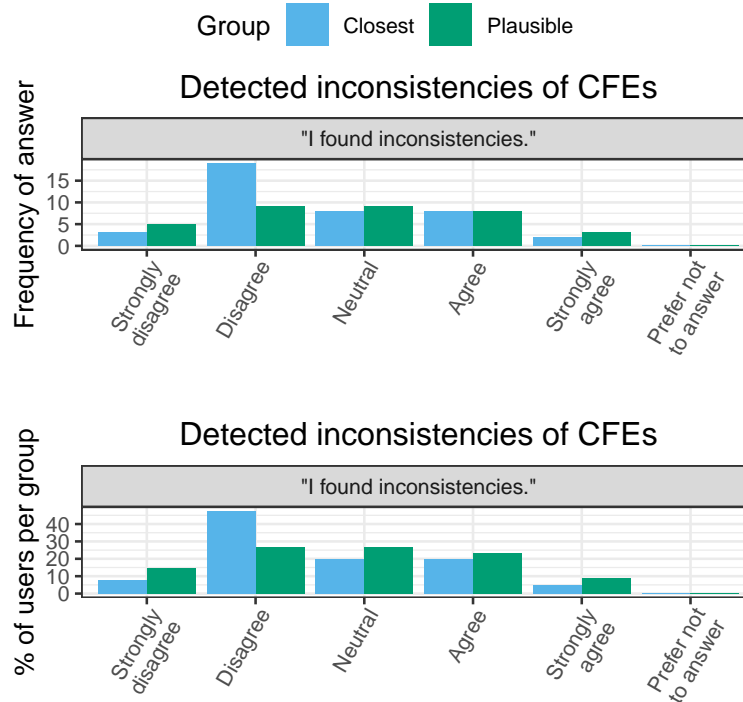 Group Closest Plausible
Detected inconsistencies of CFEs
"I found inconsistencies."
Frequency of answer
15
10
5
0
Strongly
disagree
Disagree
Neutral
Agree
Strongly
agree
Prefer not
to answer
Detected inconsistencies of CFEs
"I found inconsistencies."
% of users per group
40
30
20
10
0
Strongly
disagree
Disagree
Neutral
Agree
Strongly
agree
Prefer not
to answer